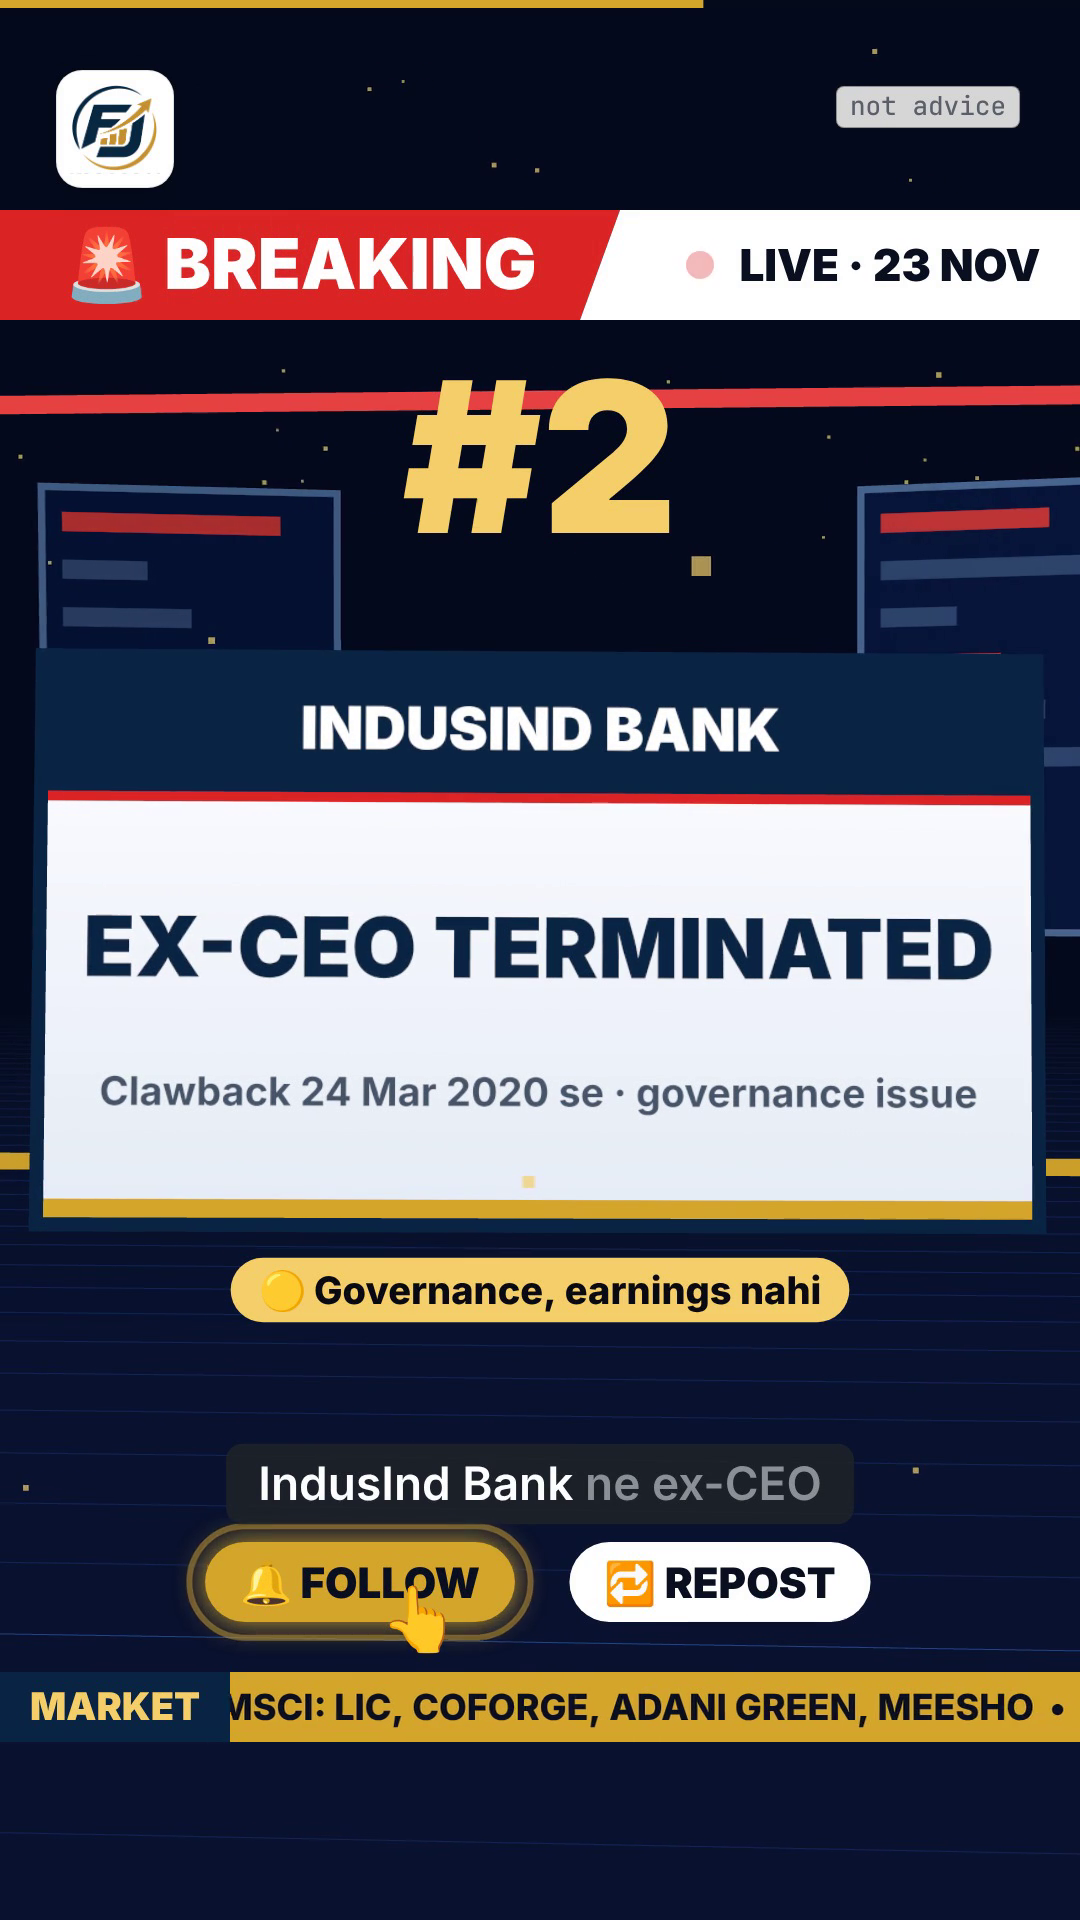 FJ
not advice
🚨 BREAKING
LIVE · 23 NOV
#2
INDUSIND BANK
EX-CEO TERMINATED
Clawback 24 Mar 2020 se · governance issue
🟡 Governance, earnings nahi
IndusInd Bank ne ex-CEO
🔔 FOLLOW
🔁 REPOST
MARKET
MSCI: LIC, COFORGE, ADANI GREEN, MEESHO •